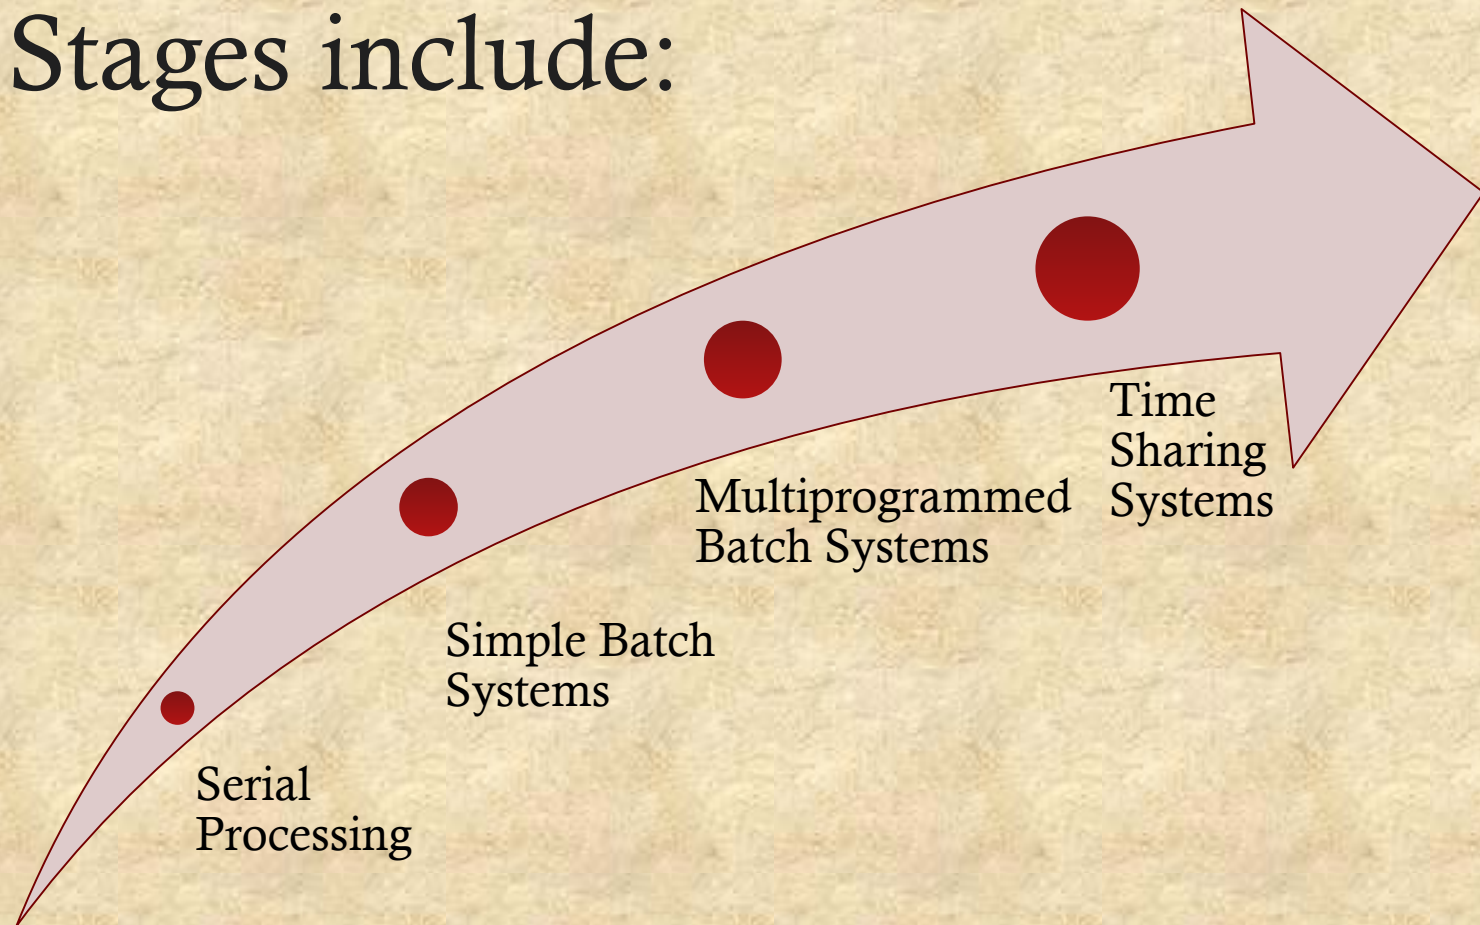 Stages include:
Time
Sharing
Systems
Multiprogrammed
Batch Systems
Simple Batch
Systems
Serial
Processing